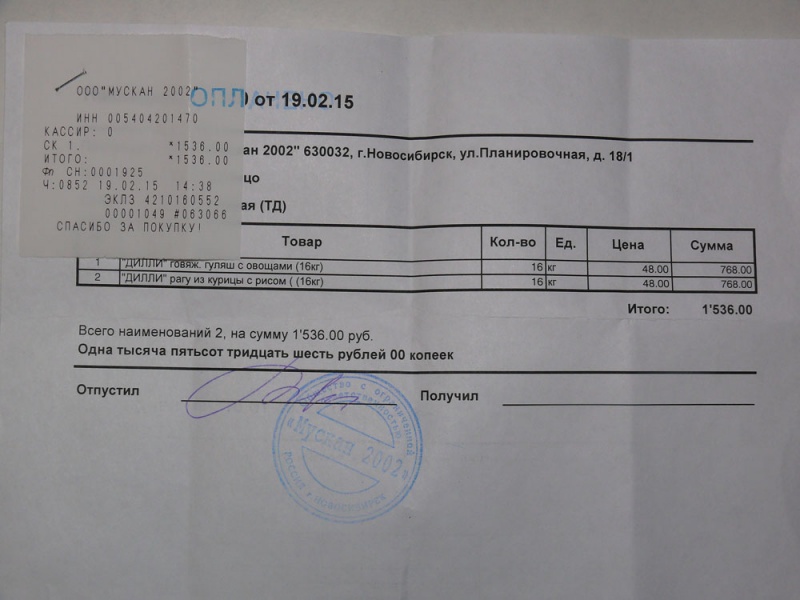 ООО"МУСКАН 2002"
ИНН 005404201470
КАССИР: 0
СК 1. *1536.00
ИТОГО: *1536.00
Фп СН:0001925
Ч:0852 19.02.15 14:38
ЭКЛЗ 4210160552
00001049 #063066
СПАСИБО ЗА ПОКУПКУ!
от 19.02.15
ан 2002" 630032, г.Новосибирск, ул.Планировочная, д. 18/1
цо
ая (ТД)
Товар Кол-во Ед. Цена Сумма
1 "ДИЛЛИ" говяж. гуляш с овощами (16кг) 16 кг 48.00 768.00
2 "ДИЛЛИ" рагу из курицы с рисом ( (16кг) 16 кг 48.00 768.00
Итого: 1'536.00
Всего наименований 2, на сумму 1'536.00 руб.
Одна тысяча пятьсот тридцать шесть рублей 00 копеек
Отпустил Получил
с ограниченной
"Мускан 2002"
РОССИЯ г.НОВОСИБИРСК